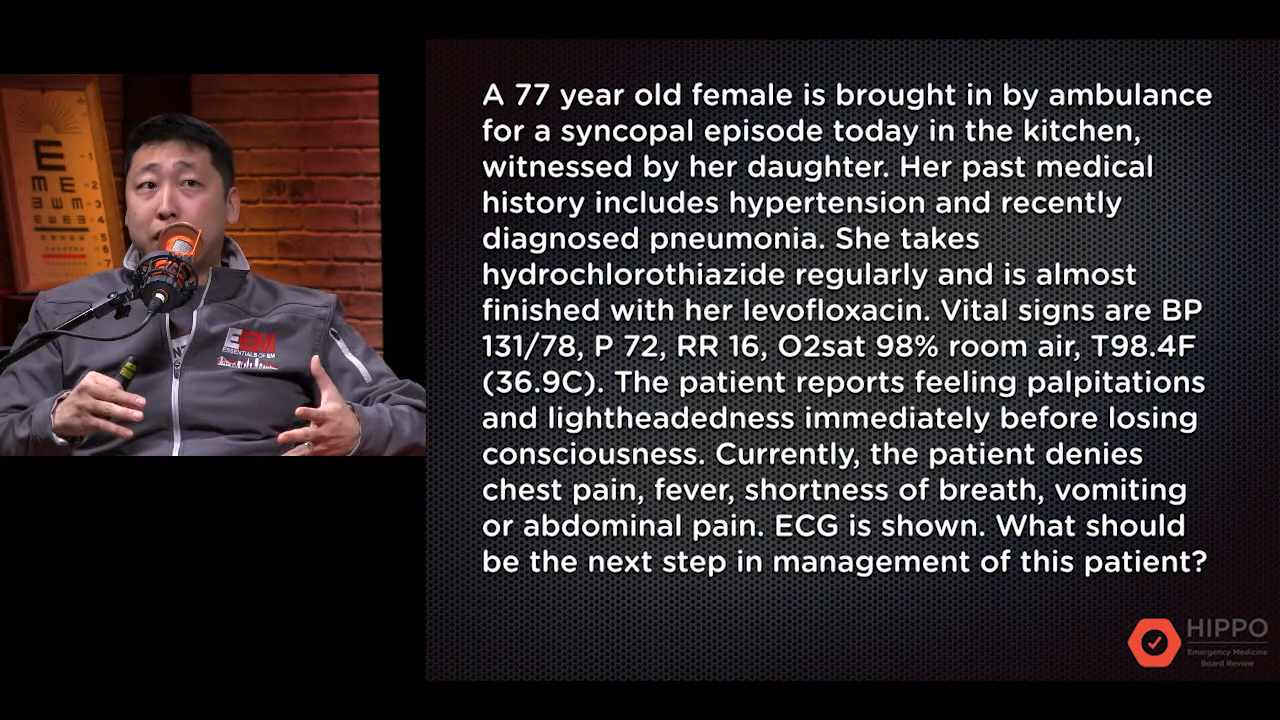 A 77 year old female is brought in by ambulance
for a syncopal episode today in the kitchen,
witnessed by her daughter. Her past medical
history includes hypertension and recently
diagnosed pneumonia. She takes
hydrochlorothiazide regularly and is almost
finished with her levofloxacin. Vital signs are BP
131/78, P 72, RR 16, O2sat 98% room air, T98.4F
(36.9C). The patient reports feeling palpitations
and lightheadedness immediately before losing
consciousness. Currently, the patient denies
chest pain, fever, shortness of breath, vomiting
or abdominal pain. ECG is shown. What should
be the next step in management of this patient?
HIPPO
Emergency Medicine
Board Review
EEM
ESSENTIALS OF EM
E